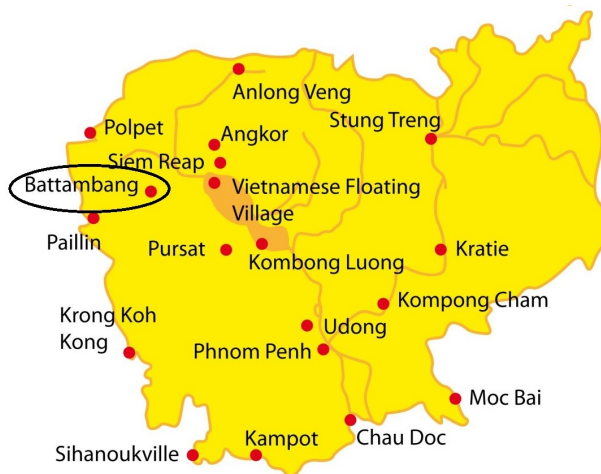 Anlong Veng
Stung Treng
Polpet
Angkor
Siem Reap
Battambang
Vietnamese Floating
Village
Paillin
Pursat
Kombong Luong
Kratie
Kompong Cham
Krong Koh
Kong
Udong
Phnom Penh
Moc Bai
Chau Doc
Sihanoukville
Kampot